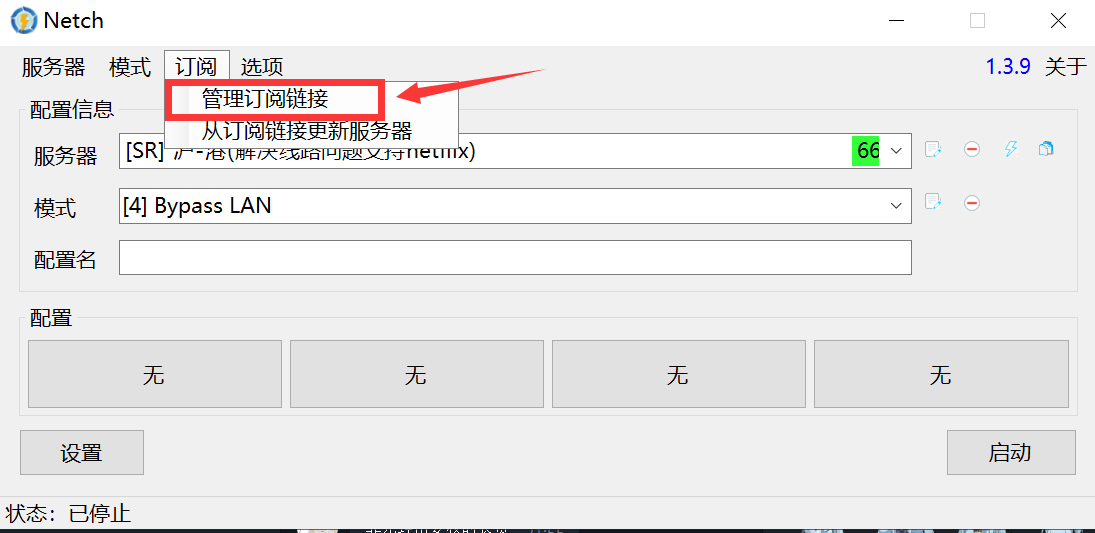 Netch
服务器 模式 订阅 选项 1.3.9 关于
管理订阅链接
从订阅链接更新服务器
配置信息
服务器 [SR] 沪-港(解决线路问题支持netflix) 66
模式 [4] Bypass LAN
配置名
配置
无 无 无 无
设置 启动
状态：已停止